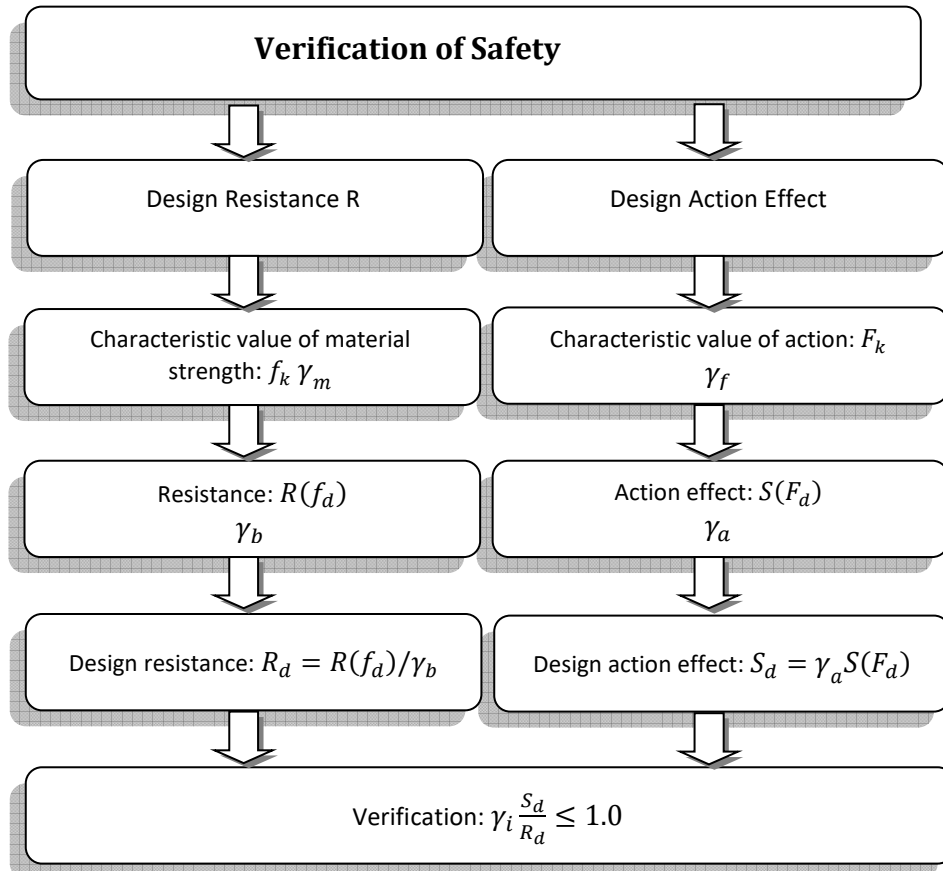 Verification of Safety
Design Resistance R
Design Action Effect
Characteristic value of material
strength: f_k γ_m
Characteristic value of action: F_k
γ_f
Resistance: R(f_d)
γ_b
Action effect: S(F_d)
γ_a
Design resistance: R_d = R(f_d)/γ_b
Design action effect: S_d = γ_a S(F_d)
Verification: γ_i S_d/R_d ≤ 1.0